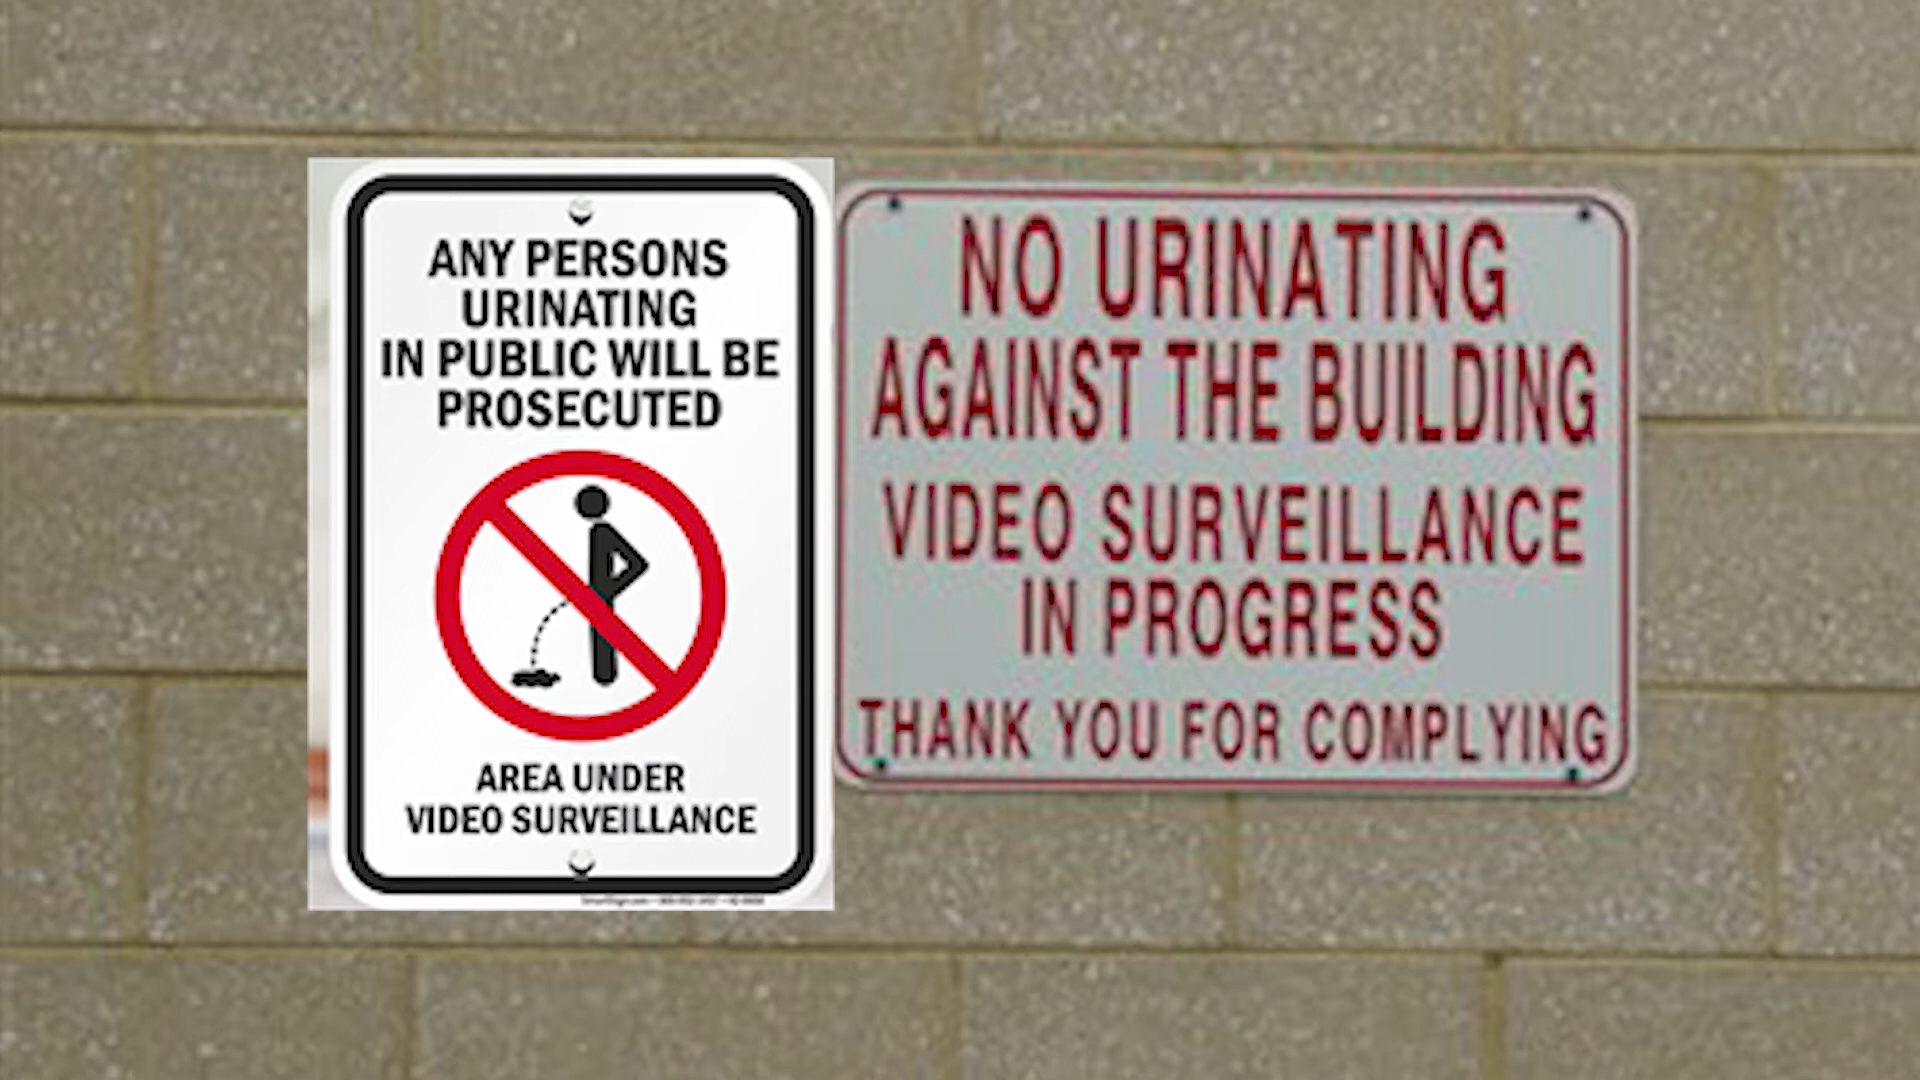 ANY PERSONS
URINATING
IN PUBLIC WILL BE
PROSECUTED
AREA UNDER
VIDEO SURVEILLANCE
NO URINATING
AGAINST THE BUILDING
VIDEO SURVEILLANCE
IN PROGRESS
THANK YOU FOR COMPLYING